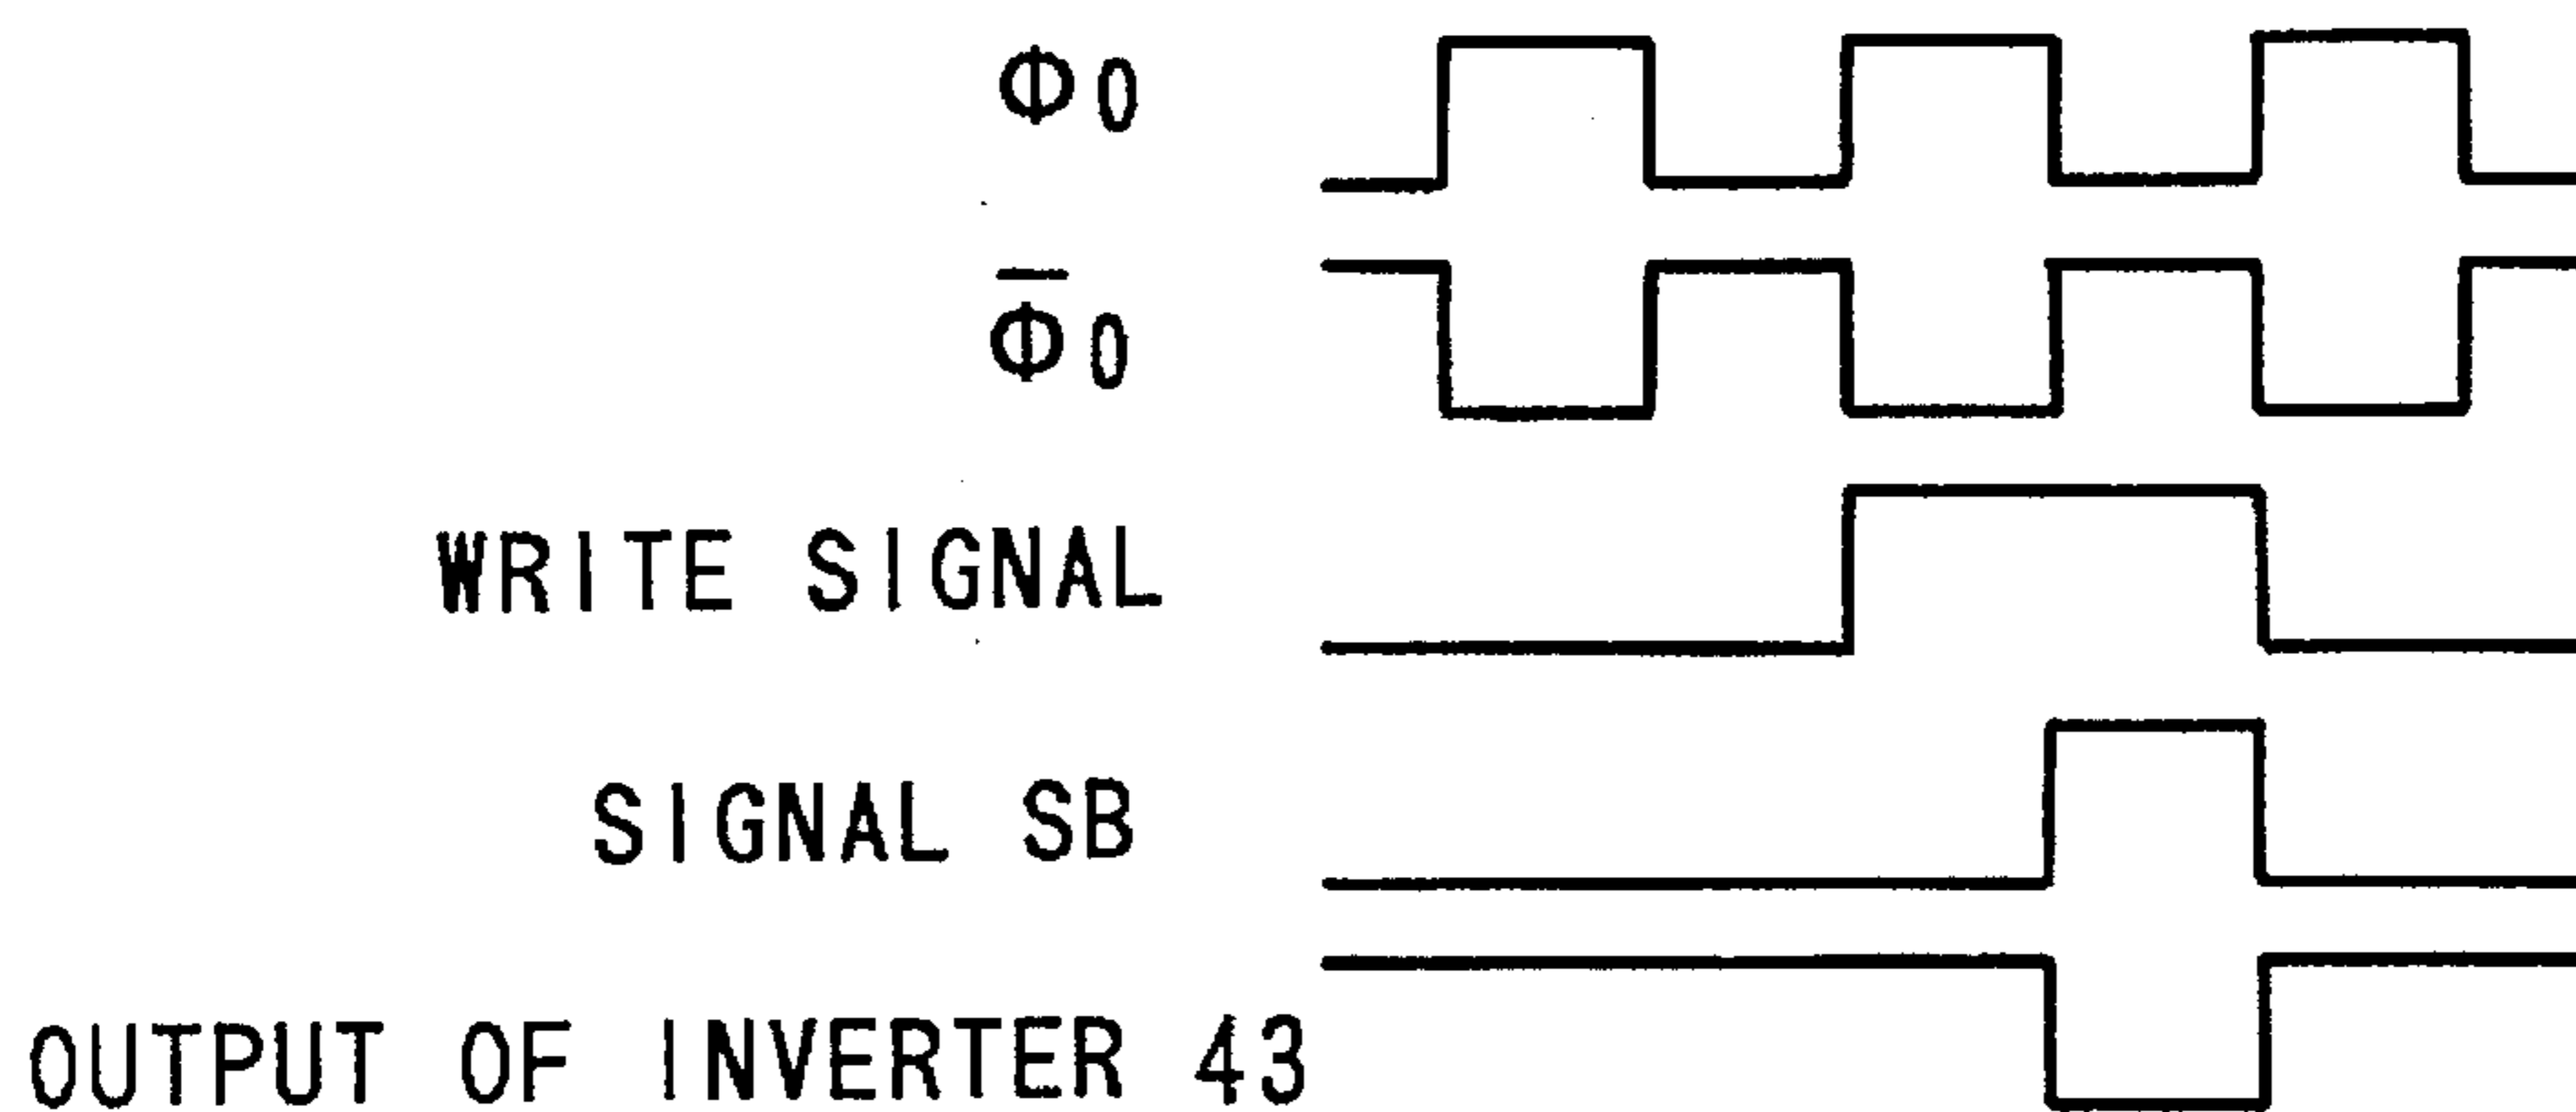 Φ0
Φ̅0
WRITE SIGNAL
SIGNAL SB
OUTPUT OF INVERTER 43